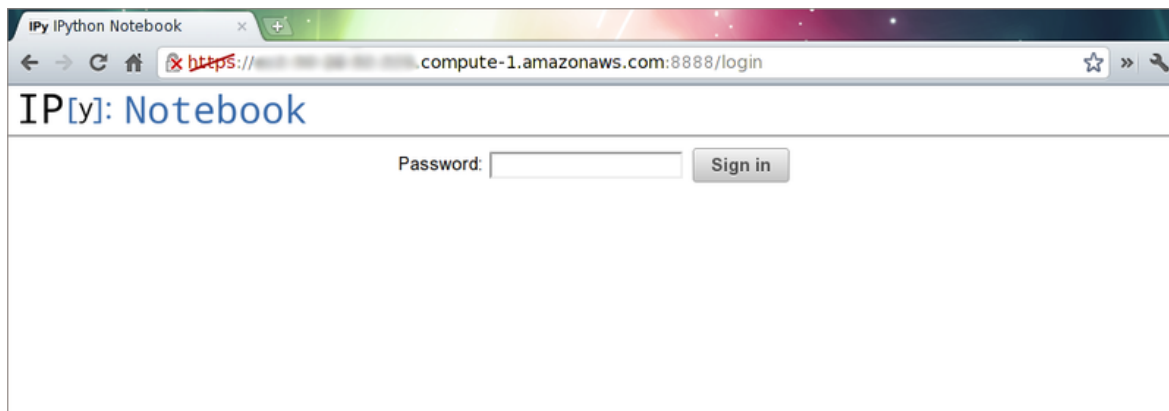 IPy IPython Notebook
https://.compute-1.amazonaws.com:8888/login
IP[y]: Notebook
Password: Sign in